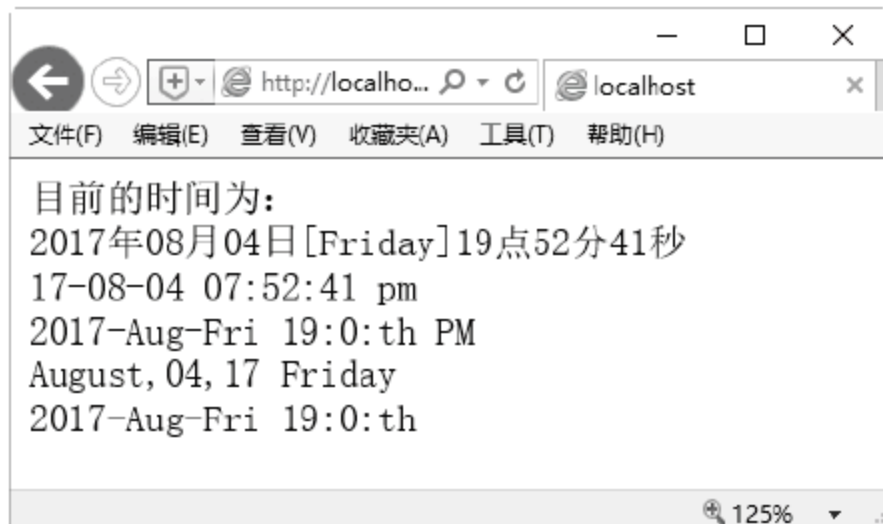 http://localho...
localhost
文件(F) 编辑(E) 查看(V) 收藏夹(A) 工具(T) 帮助(H)
目前的时间为：
2017年08月04日[Friday]19点52分41秒
17-08-04 07:52:41 pm
2017-Aug-Fri 19:0:th PM
August,04,17 Friday
2017-Aug-Fri 19:0:th
125%